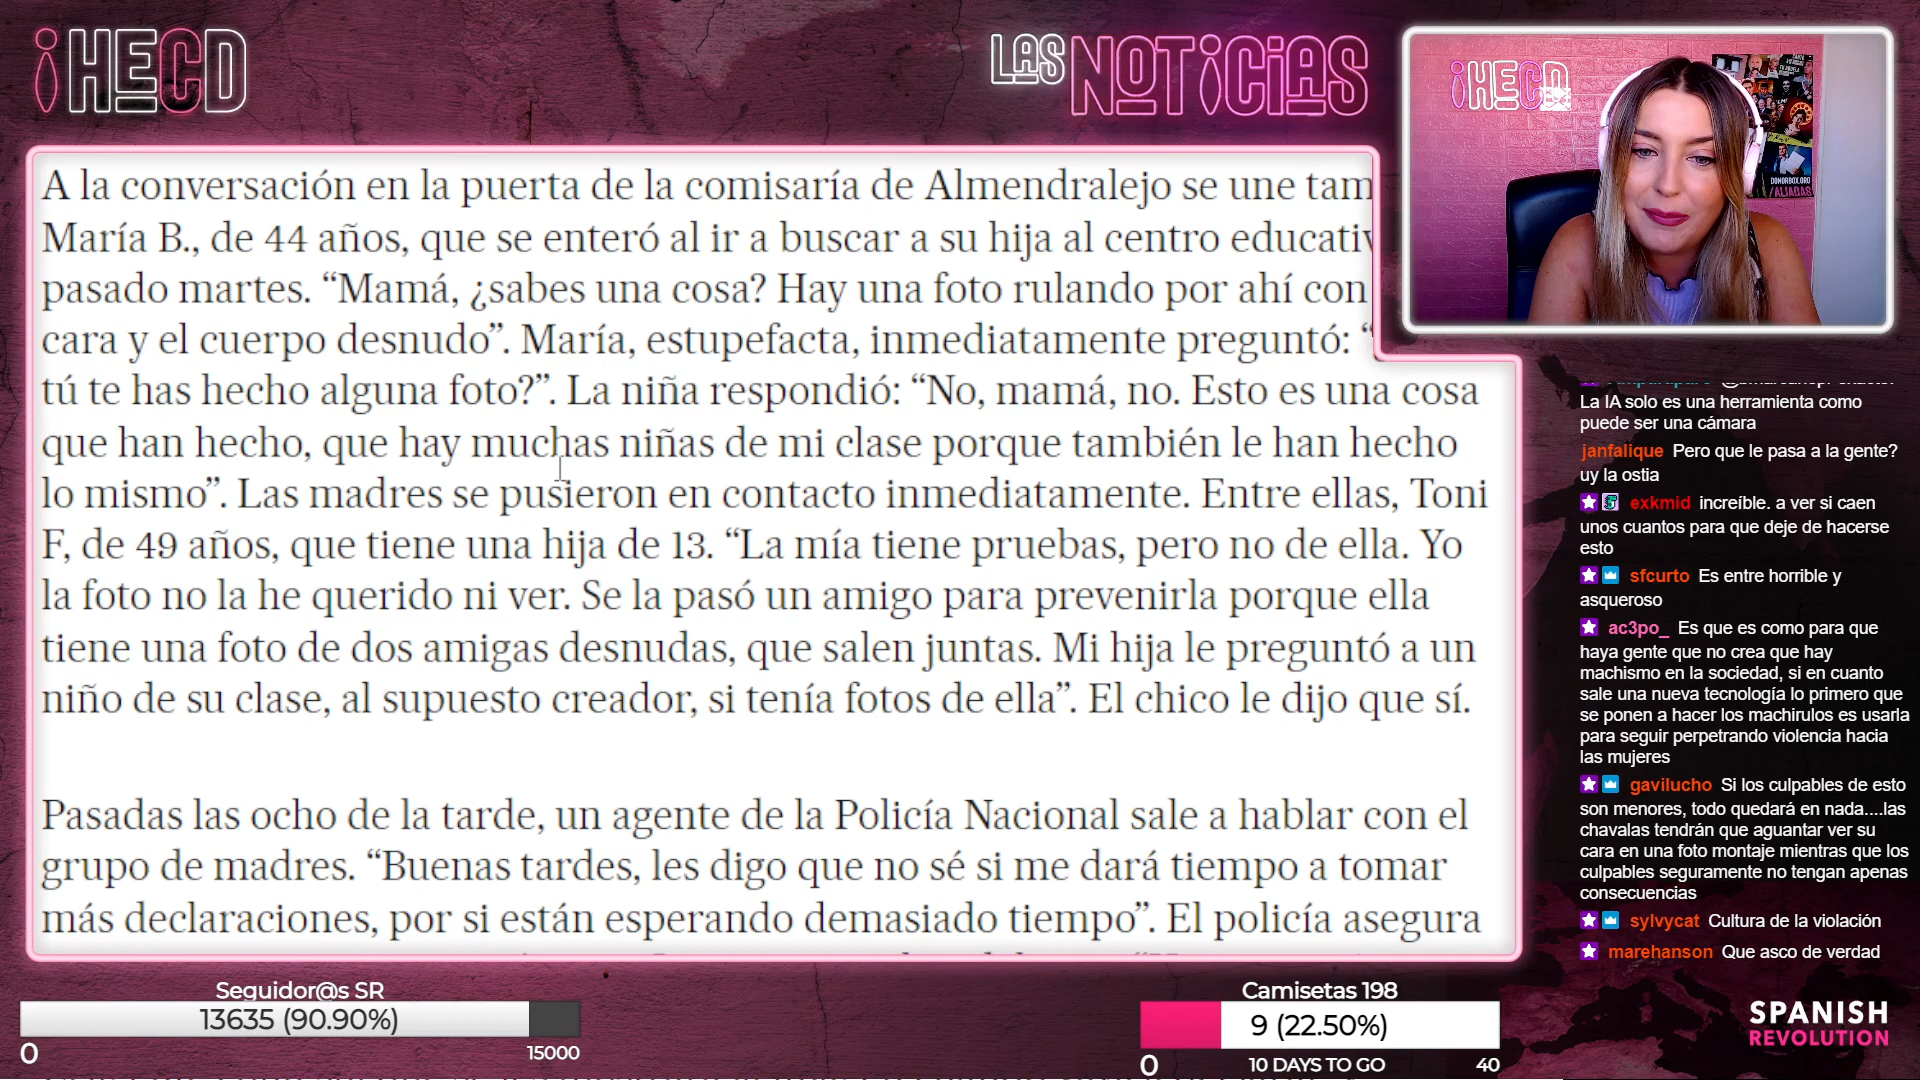 iHECD
LAS NOTiCiAS
iHECD
A la conversación en la puerta de la comisaría de Almendralejo se une tam
María B., de 44 años, que se enteró al ir a buscar a su hija al centro educativ
pasado martes. “Mamá, ¿sabes una cosa? Hay una foto rulando por ahí con
cara y el cuerpo desnudo”. María, estupefacta, inmediatamente preguntó: “
tú te has hecho alguna foto?”. La niña respondió: “No, mamá, no. Esto es una cosa
que han hecho, que hay muchas niñas de mi clase porque también le han hecho
lo mismo”. Las madres se pusieron en contacto inmediatamente. Entre ellas, Toni
F, de 49 años, que tiene una hija de 13. “La mía tiene pruebas, pero no de ella. Yo
la foto no la he querido ni ver. Se la pasó un amigo para prevenirla porque ella
tiene una foto de dos amigas desnudas, que salen juntas. Mi hija le preguntó a un
niño de su clase, al supuesto creador, si tenía fotos de ella”. El chico le dijo que sí.
Pasadas las ocho de la tarde, un agente de la Policía Nacional sale a hablar con el
grupo de madres. “Buenas tardes, les digo que no sé si me dará tiempo a tomar
más declaraciones, por si están esperando demasiado tiempo”. El policía asegura
DONORBOX.ORG
/ALIADAS
La IA solo es una herramienta como
puede ser una cámara
janfalique Pero que le pasa a la gente?
uy la ostia
exkmid increíble. a ver si caen
unos cuantos para que deje de hacerse
esto
sfcurto Es entre horrible y
asqueroso
ac3po_ Es que es como para que
haya gente que no crea que hay
machismo en la sociedad, si en cuanto
sale una nueva tecnología lo primero que
se ponen a hacer los machirulos es usarla
para seguir perpetrando violencia hacia
las mujeres
gavilucho Si los culpables de esto
son menores, todo quedará en nada....las
chavalas tendrán que aguantar ver su
cara en una foto montaje mientras que los
culpables seguramente no tengan apenas
consecuencias
sylvycat Cultura de la violación
marehanson Que asco de verdad
Seguidor@s SR
13635 (90.90%)
0 15000
Camisetas 198
9 (22.50%)
0 10 DAYS TO GO 40
SPANISH
REVOLUTION